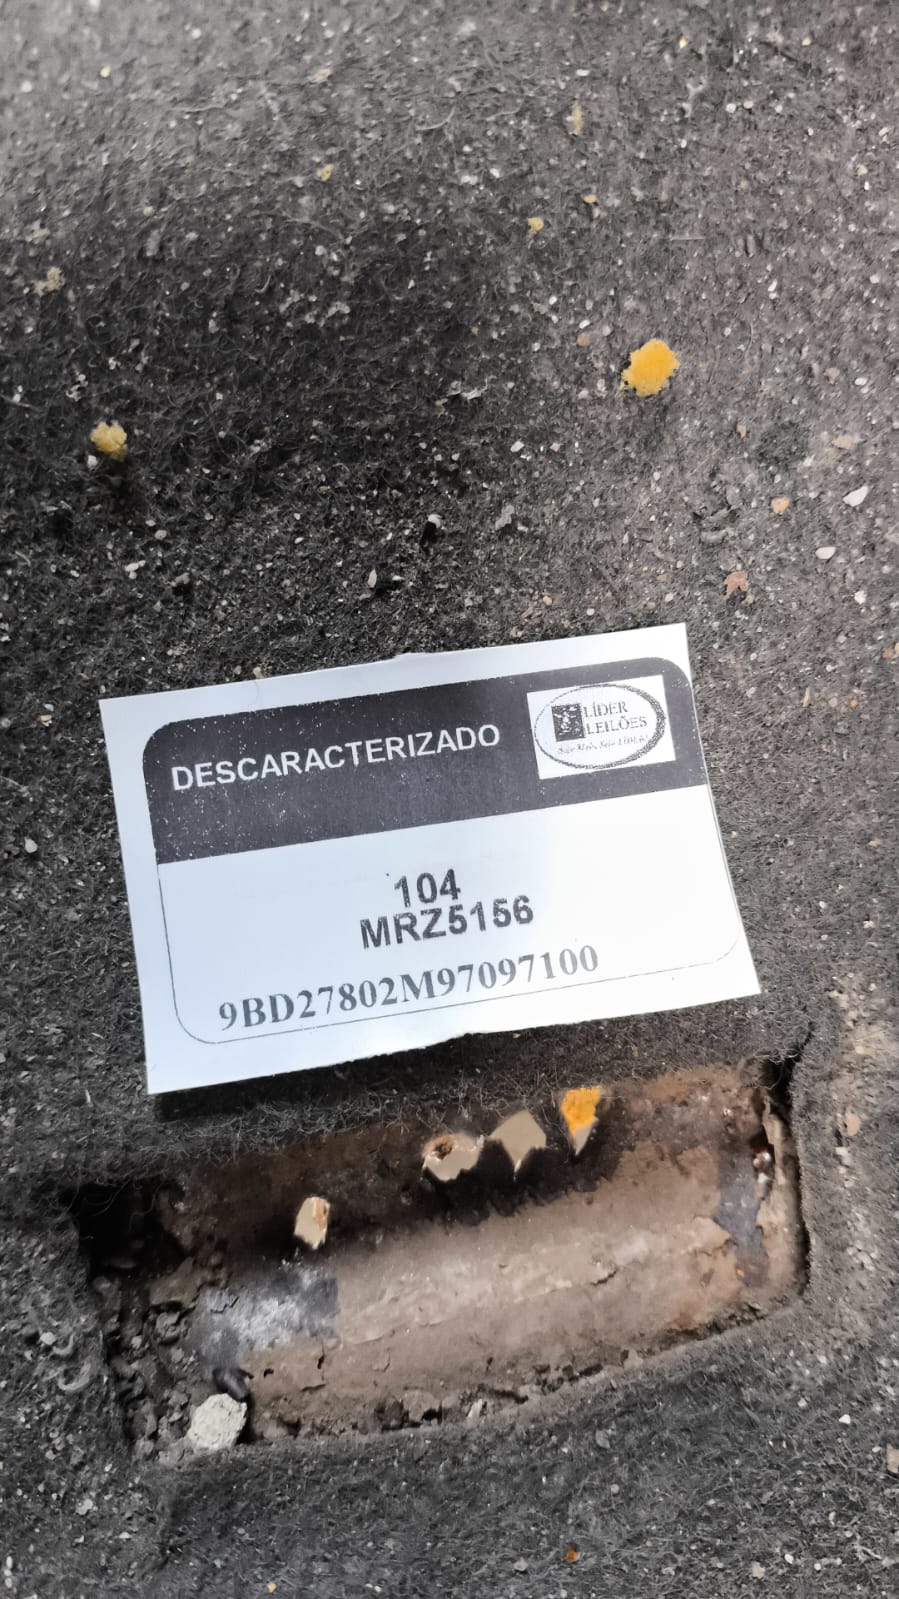 DESCARACTERIZADO
LÍDER
LEILÕES
104
MRZ5156
9BD27802M97097100